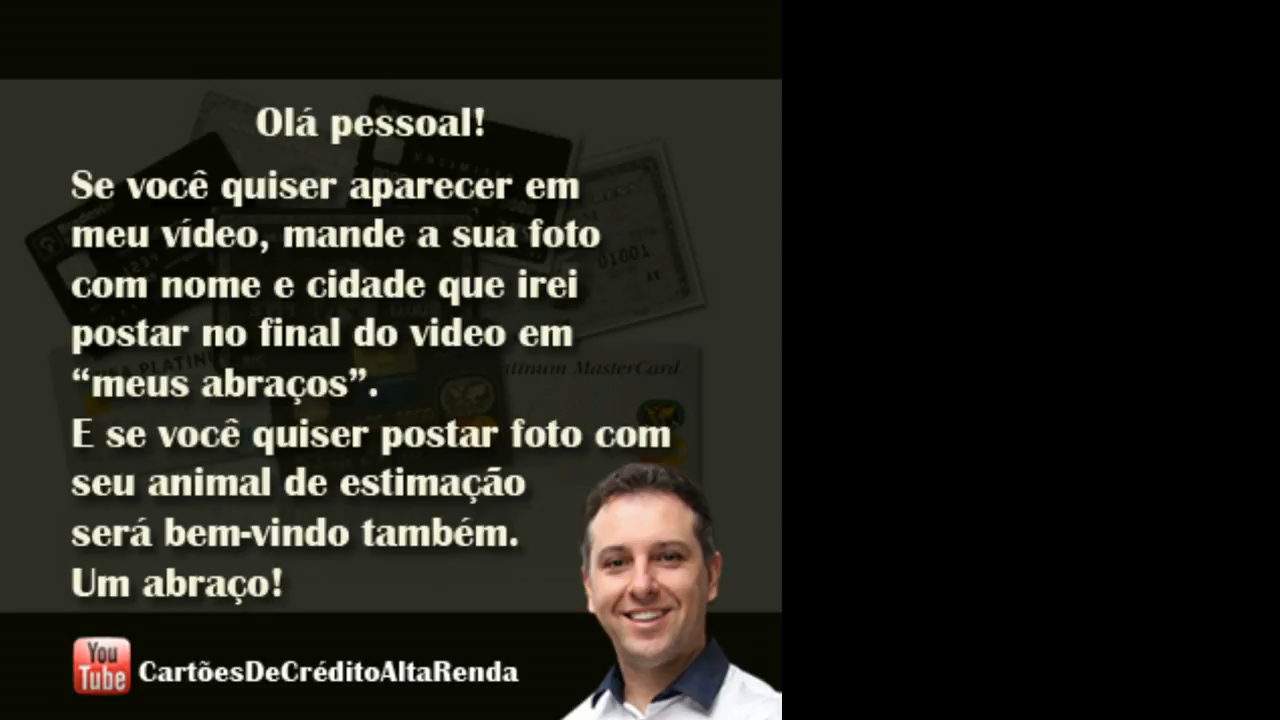 Olá pessoal!
Se você quiser aparecer em
meu vídeo, mande a sua foto
com nome e cidade que irei
postar no final do video em
“meus abraços”.
E se você quiser postar foto com
seu animal de estimação
será bem-vindo também.
Um abraço!
You
Tube
CartõesDeCréditoAltaRenda
PLATINU
MasterCard